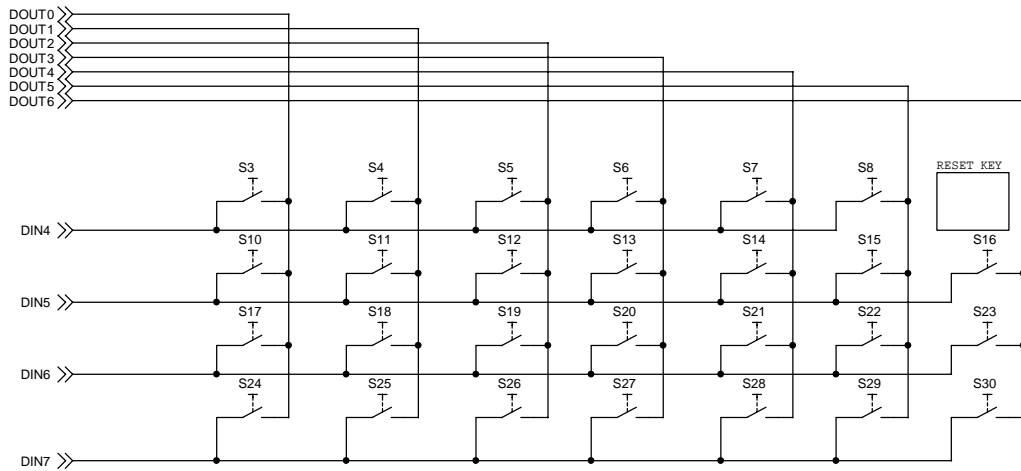 DOUT0
DOUT1
DOUT2
DOUT3
DOUT4
DOUT5
DOUT6
S3 S4 S5 S6 S7 S8 RESET KEY
DIN4
S10 S11 S12 S13 S14 S15 S16
DIN5
S17 S18 S19 S20 S21 S22 S23
DIN6
S24 S25 S26 S27 S28 S29 S30
DIN7